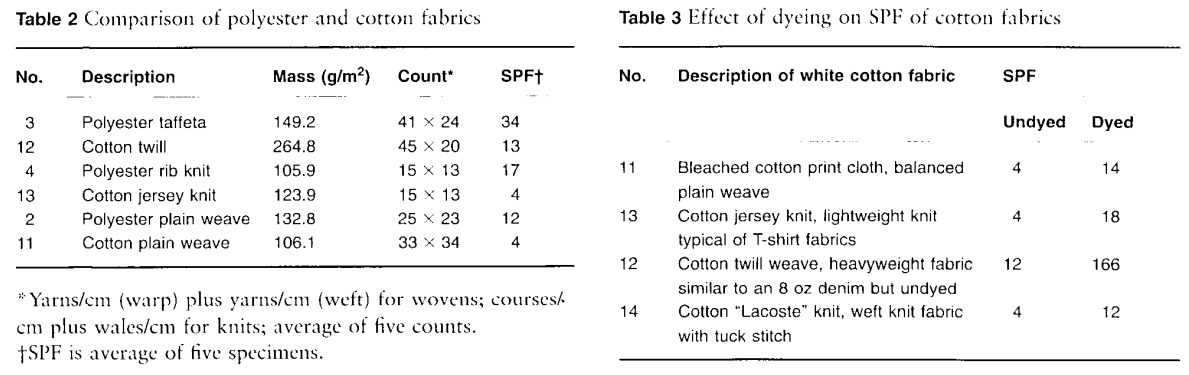 Table 2 Comparison of polyester and cotton fabrics
No. Description Mass (g/m²) Count* SPF†
3 Polyester taffeta 149.2 41 × 24 34
12 Cotton twill 264.8 45 × 20 13
4 Polyester rib knit 105.9 15 × 13 17
13 Cotton jersey knit 123.9 15 × 13 4
2 Polyester plain weave 132.8 25 × 23 12
11 Cotton plain weave 106.1 33 × 34 4
*Yarns/cm (warp) plus yarns/cm (weft) for wovens; courses/
cm plus wales/cm for knits; average of five counts.
†SPF is average of five specimens.
Table 3 Effect of dyeing on SPF of cotton fabrics
No. Description of white cotton fabric SPF
Undyed Dyed
11 Bleached cotton print cloth, balanced 4 14
plain weave
13 Cotton jersey knit, lightweight knit 4 18
typical of T-shirt fabrics
12 Cotton twill weave, heavyweight fabric 12 166
similar to an 8 oz denim but undyed
14 Cotton "Lacoste" knit, weft knit fabric 4 12
with tuck stitch